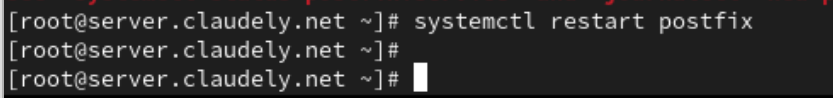 [root@server.claudely.net ~]# systemctl restart postfix
[root@server.claudely.net ~]#
[root@server.claudely.net ~]#